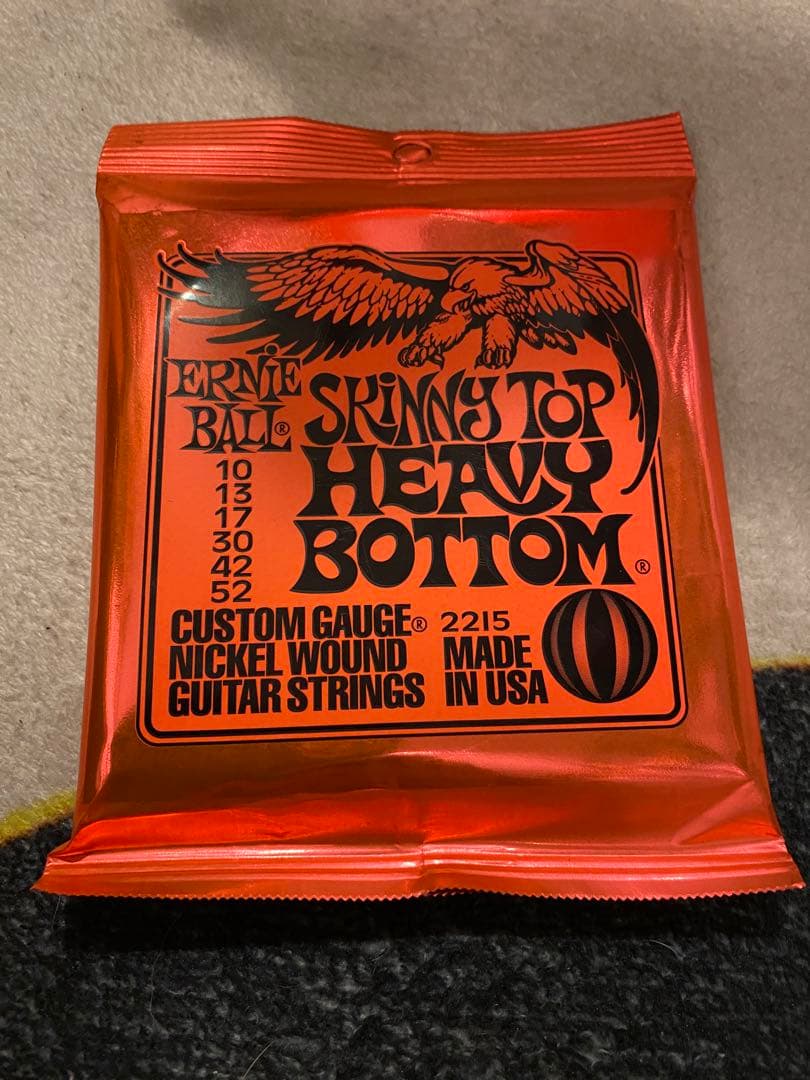 ERNIE
BALL®
SKINNY TOP
HEAVY
BOTTOM®
10
13
17
30
42
52
CUSTOM GAUGE® 2215
NICKEL WOUND
GUITAR STRINGS
MADE
IN USA